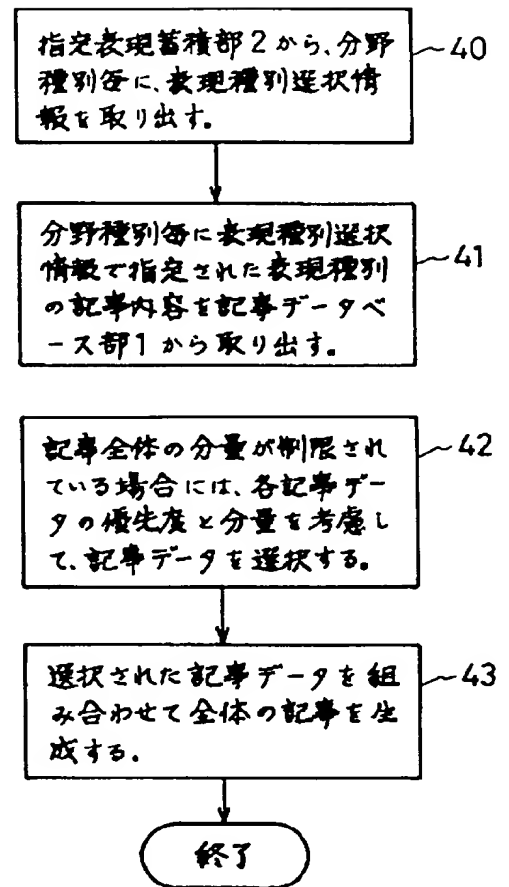 指定表現蓄積部2から、分野
種別毎に、表現種別選択情
報を取り出す。
40
分野種別毎に表現種別選択
情報で指定された表現種別
の記事内容を記事データベ
ース部1から取り出す。
41
記事全体の分量が制限され
ている場合には、各記事デー
タの優先度と分量を考慮し
て、記事データを選択する。
42
選択された記事データを組
み合わせて全体の記事を生
成する。
43
終了